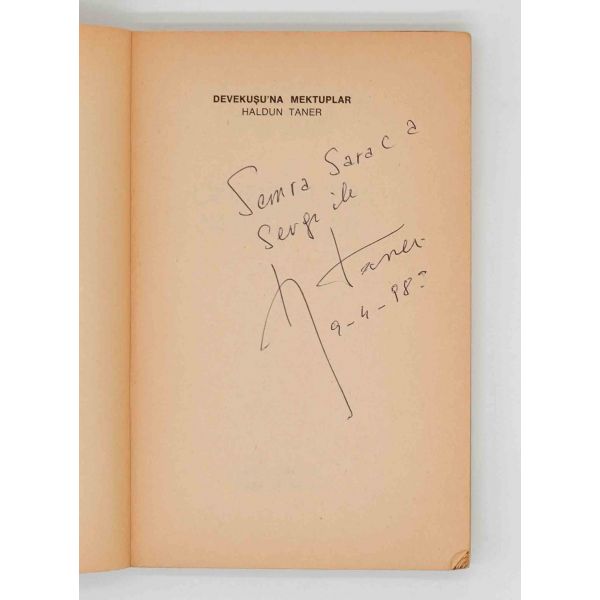 DEVEKUŞU'NA MEKTUPLAR
HALDUN TANER
Semra Saraca
Sevgi ile
H Taner
9-4-983